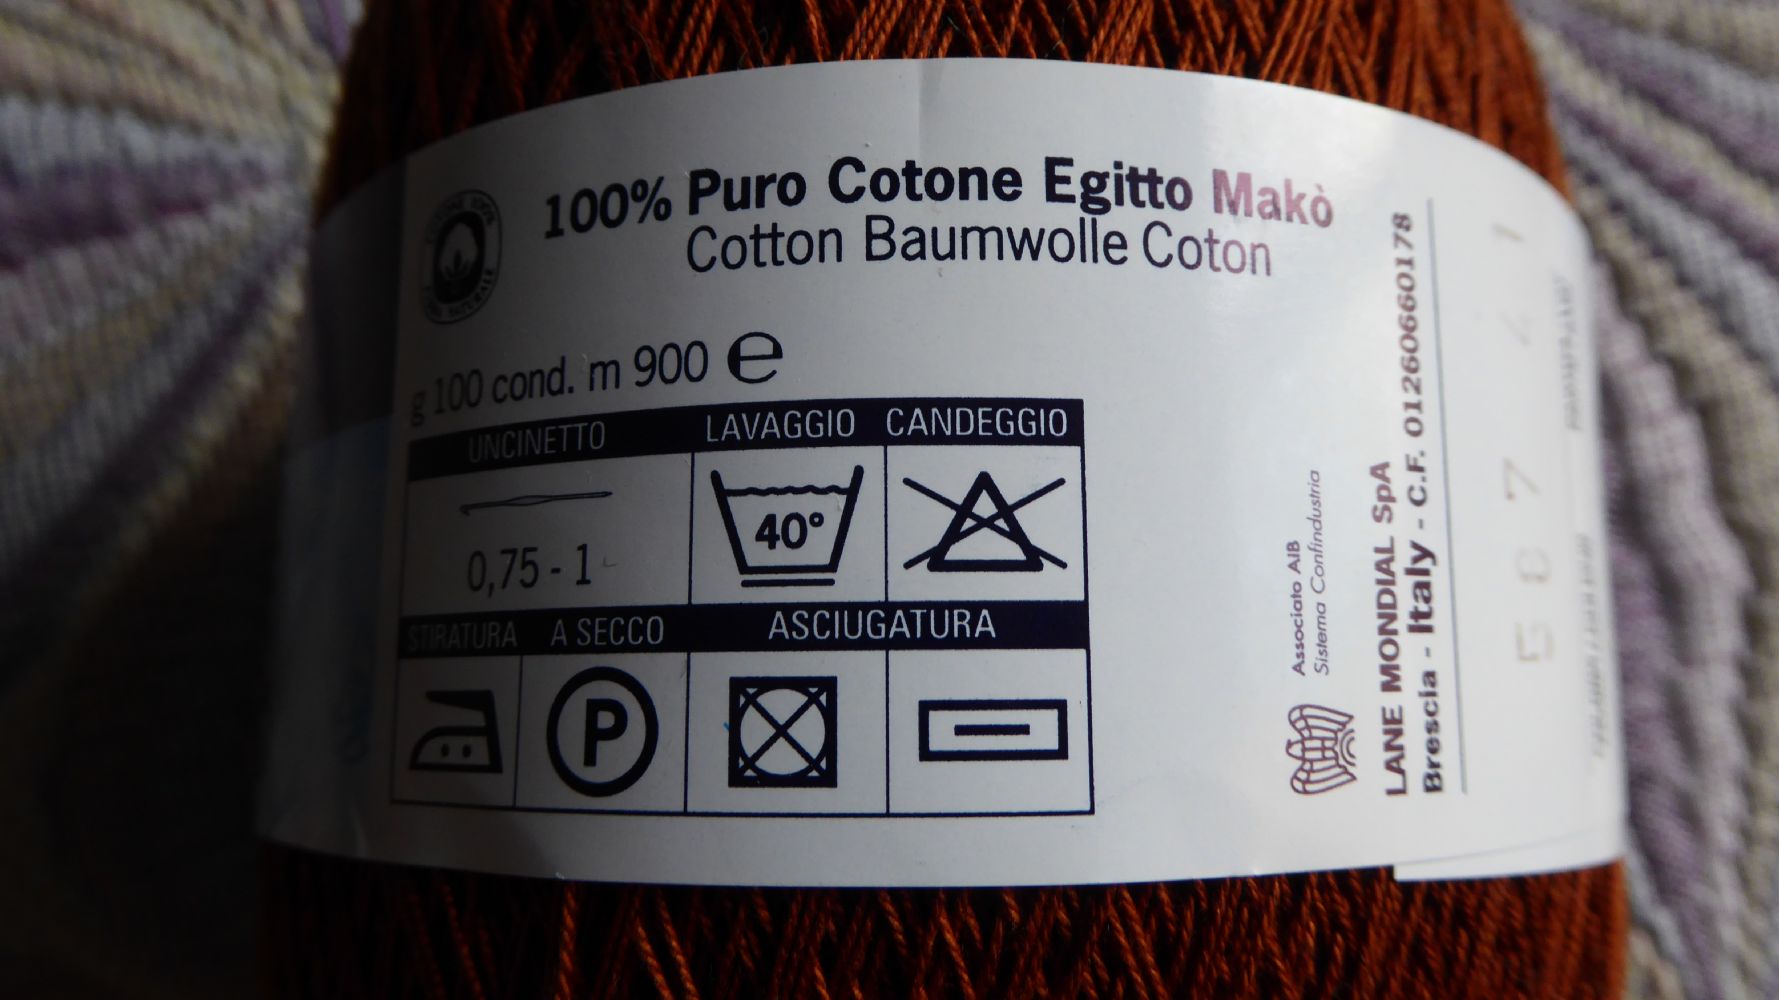 100% Puro Cotone Egitto Makò
Cotton Baumwolle Coton
g 100 cond. m 900 e
UNCINETTO
0,75 - 1
LAVAGGIO
40°
CANDEGGIO
STIRATURA
A SECCO
P
ASCIUGATURA
Associato AIB
Sistema Confindustria
LANE MONDIAL SpA
Brescia - Italy - C.F. 01260660178